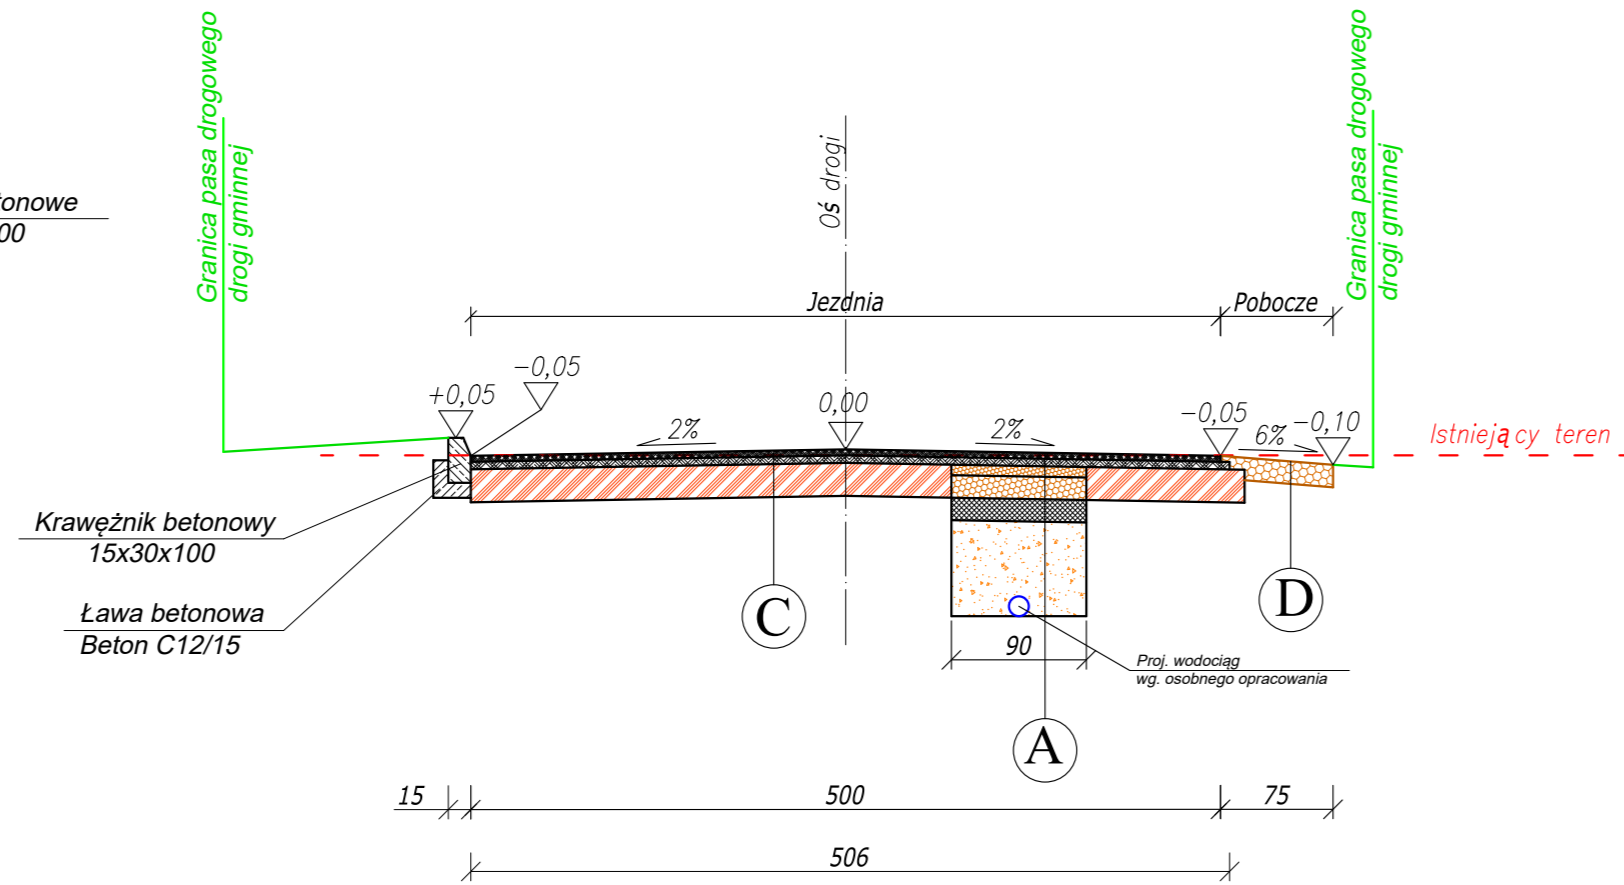 Granica pasa drogowego
drogi gminnej
Granica pasa drogowego
drogi gminnej
Oś drogi
tonowe
00
Jezdnia
Pobocze
+0,05
-0,05
0,00
-0,05
-0,10
2%
2%
6%
Istniejący teren
Krawężnik betonowy
15x30x100
Ława betonowa
Beton C12/15
C
D
90
Proj. wodociąg
wg. osobnego opracowania
A
15
500
75
506